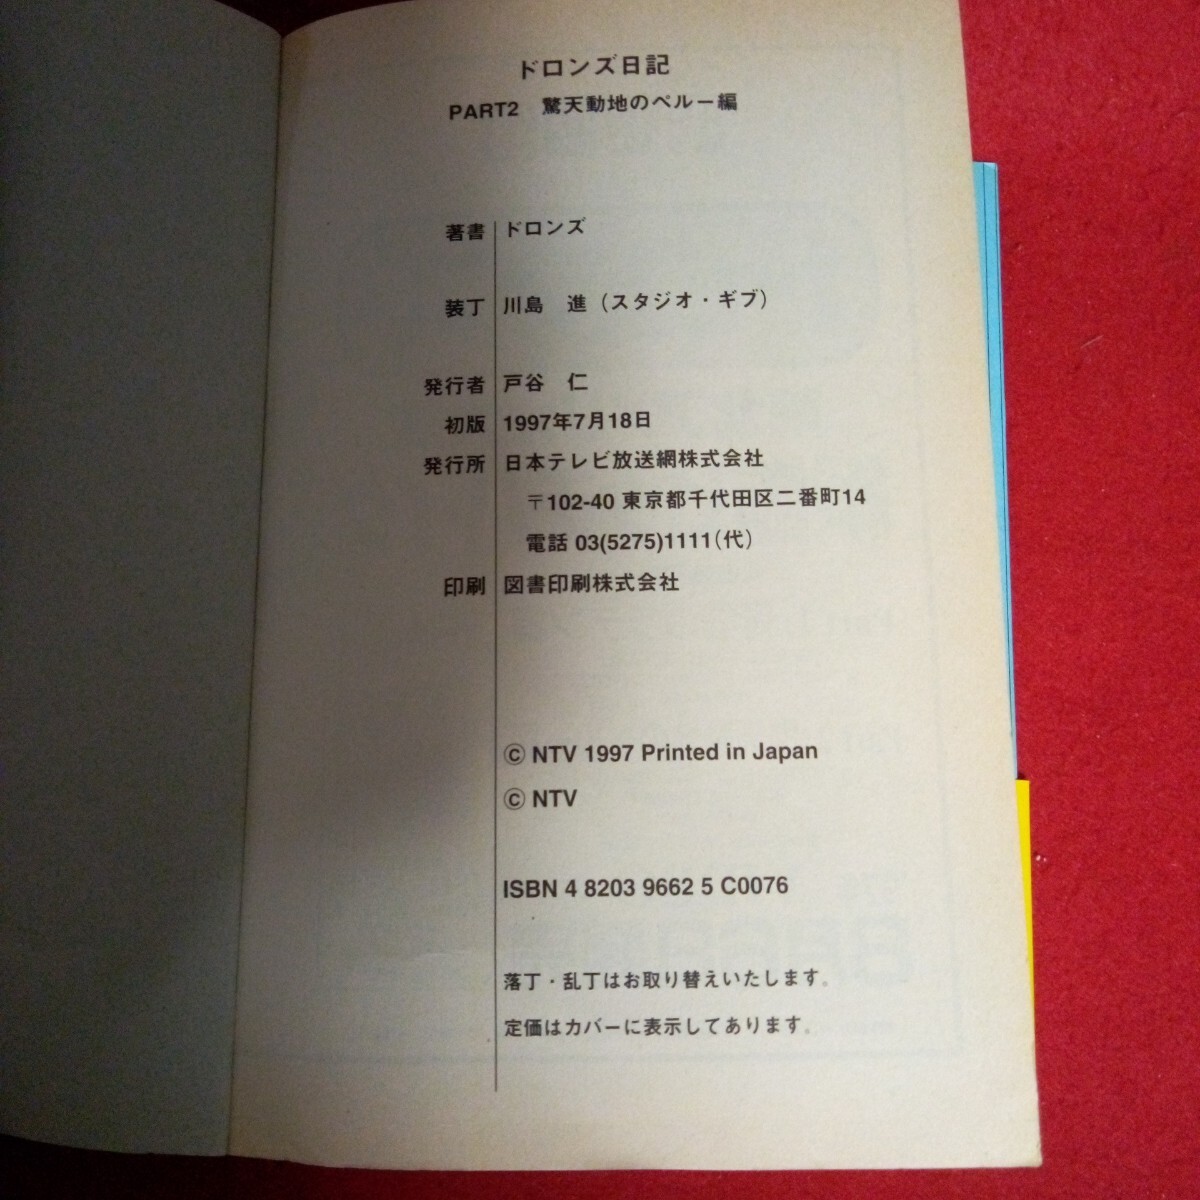 ドロンズ日記
PART2 驚天動地のペルー編
著書 ドロンズ
装丁 川島 進（スタジオ・ギブ）
発行者 戸谷 仁
初版 1997年7月18日
発行所 日本テレビ放送網株式会社
〒102-40 東京都千代田区二番町14
電話 03(5275)1111(代)
印刷 図書印刷株式会社
© NTV 1997 Printed in Japan
© NTV
ISBN 4 8203 9662 5 C0076
落丁・乱丁はお取り替えいたします。
定価はカバーに表示してあります。